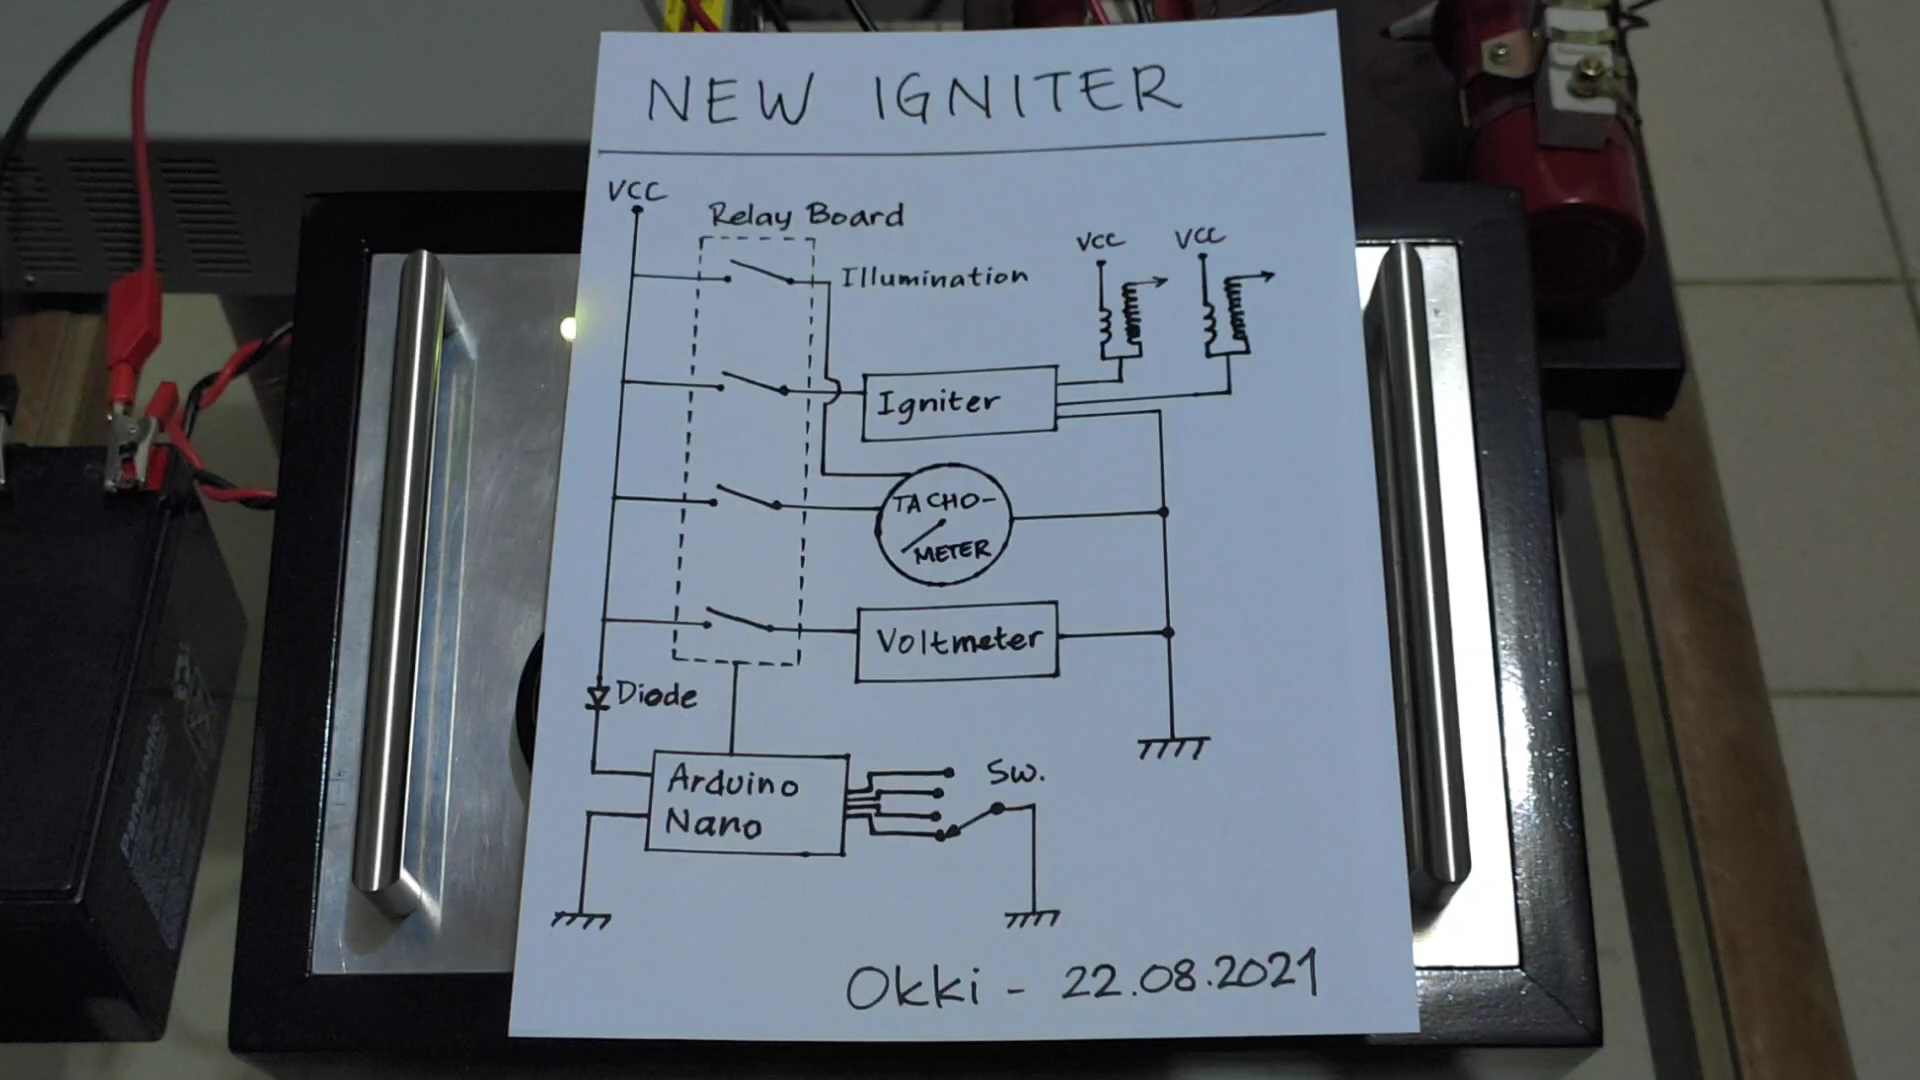 NEW IGNITER
VCC
Relay Board
Illumination
VCC VCC
Igniter
TACHO-
METER
Voltmeter
Diode
Arduino
Nano
Sw.
Okki - 22.08.2021
Panasonic